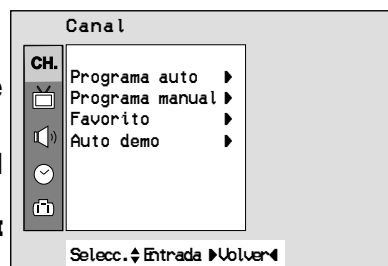 Canal
CH.
Programa auto ▶
Programa manual ▶
Favorito ▶
Auto demo ▶
Selecc.▲▼ Entrada ▶ Volver◀